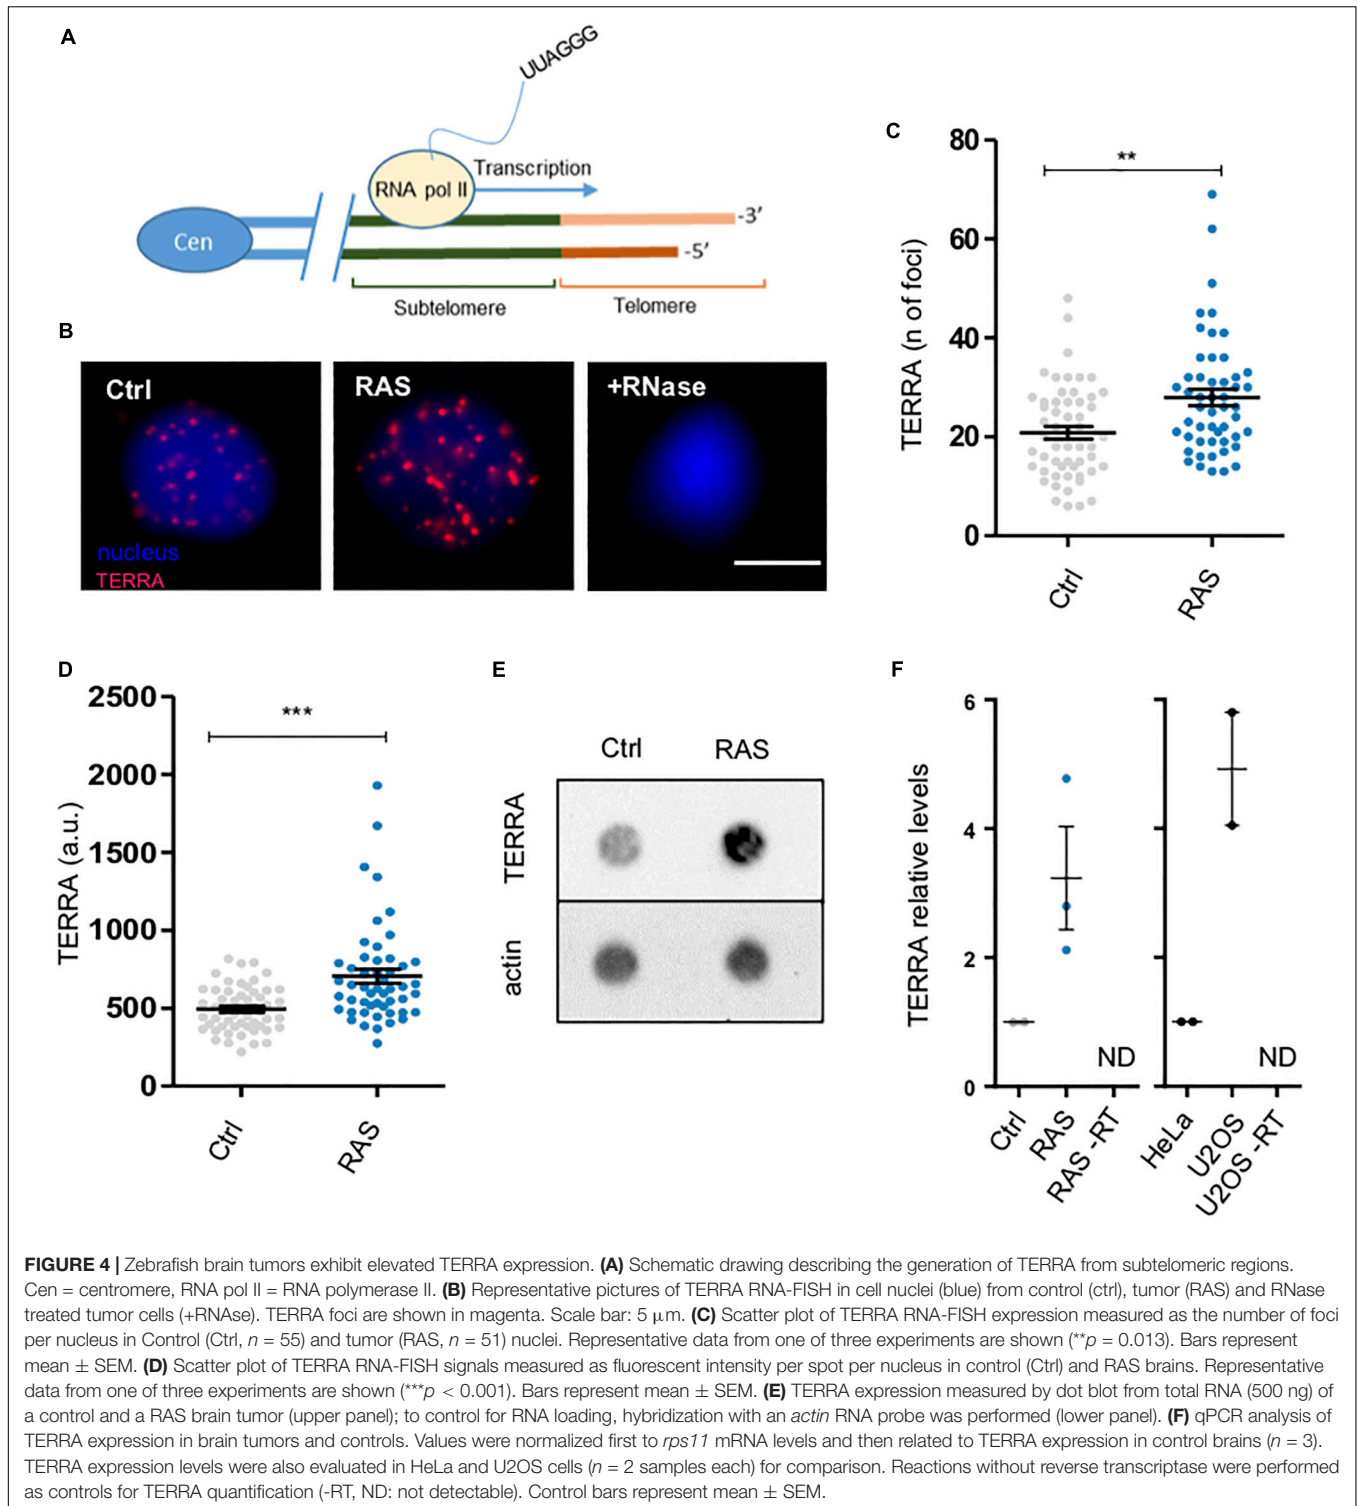 A
UUAGGG
Transcription
RNA pol II
Cen
-3’
-5’
Subtelomere
Telomere
B
Ctrl
nucleus
TERRA
RAS
+RNase
C
TERRA (n of foci)
80
60
40
20
0
**
Ctrl
RAS
D
TERRA (a.u.)
2500
2000
1500
1000
500
0
***
Ctrl
RAS
E
Ctrl
RAS
TERRA
actin
F
TERRA relative levels
6
4
2
0
ND
ND
Ctrl
RAS
RAS -RT
HeLa
U2OS
U2OS -RT
FIGURE 4 | Zebrafish brain tumors exhibit elevated TERRA expression. (A) Schematic drawing describing the generation of TERRA from subtelomeric regions.
Cen = centromere, RNA pol II = RNA polymerase II. (B) Representative pictures of TERRA RNA-FISH in cell nuclei (blue) from control (ctrl), tumor (RAS) and RNase
treated tumor cells (+RNAse). TERRA foci are shown in magenta. Scale bar: 5 μm. (C) Scatter plot of TERRA RNA-FISH expression measured as the number of foci
per nucleus in Control (Ctrl, n = 55) and tumor (RAS, n = 51) nuclei. Representative data from one of three experiments are shown (**p = 0.013). Bars represent
mean ± SEM. (D) Scatter plot of TERRA RNA-FISH signals measured as fluorescent intensity per spot per nucleus in control (Ctrl) and RAS brains. Representative
data from one of three experiments are shown (***p < 0.001). Bars represent mean ± SEM. (E) TERRA expression measured by dot blot from total RNA (500 ng) of
a control and a RAS brain tumor (upper panel); to control for RNA loading, hybridization with an actin RNA probe was performed (lower panel). (F) qPCR analysis of
TERRA expression in brain tumors and controls. Values were normalized first to rps11 mRNA levels and then related to TERRA expression in control brains (n = 3).
TERRA expression levels were also evaluated in HeLa and U2OS cells (n = 2 samples each) for comparison. Reactions without reverse transcriptase were performed
as controls for TERRA quantification (-RT, ND: not detectable). Control bars represent mean ± SEM.